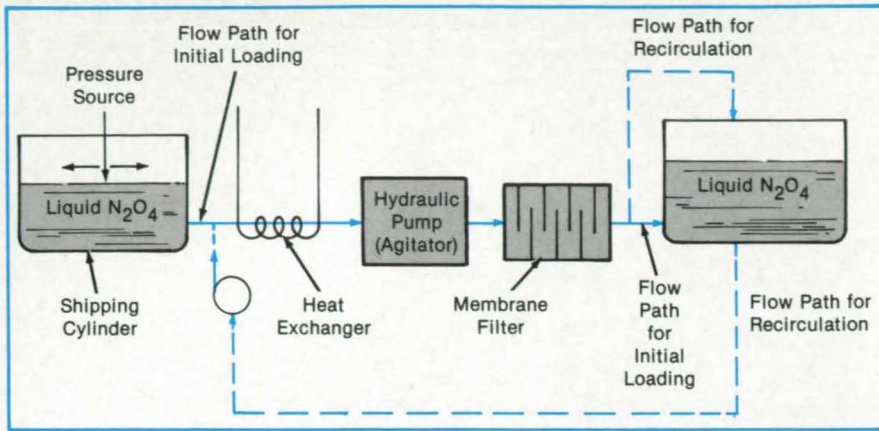 Flow Path for
Initial Loading
Flow Path for
Recirculation
Pressure
Source
Liquid N₂O₄
Hydraulic
Pump
(Agitator)
Liquid N₂O₄
Shipping
Cylinder
Heat
Exchanger
Membrane
Filter
Flow
Path
for
Initial
Loading
Flow Path for
Recirculation